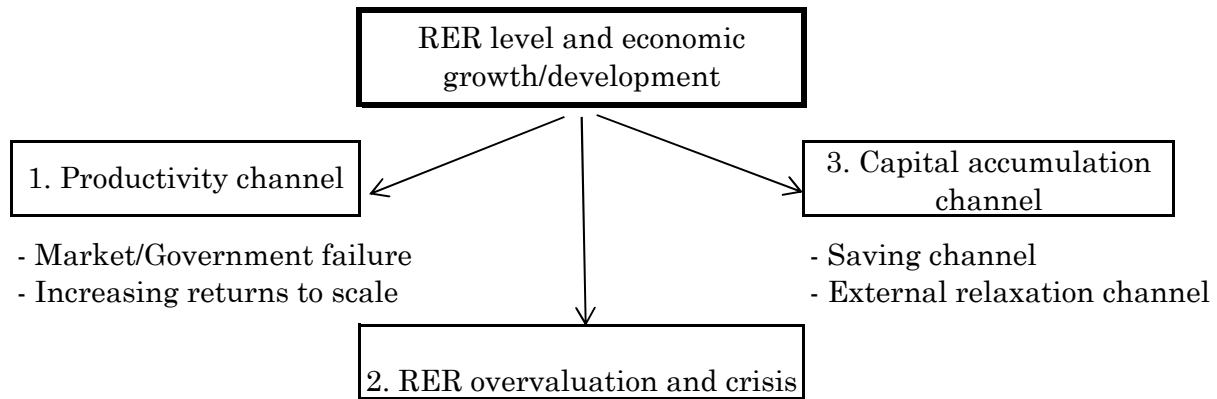 RER level and economic
growth/development
1. Productivity channel
- Market/Government failure
- Increasing returns to scale
2. RER overvaluation and crisis
3. Capital accumulation
channel
- Saving channel
- External relaxation channel